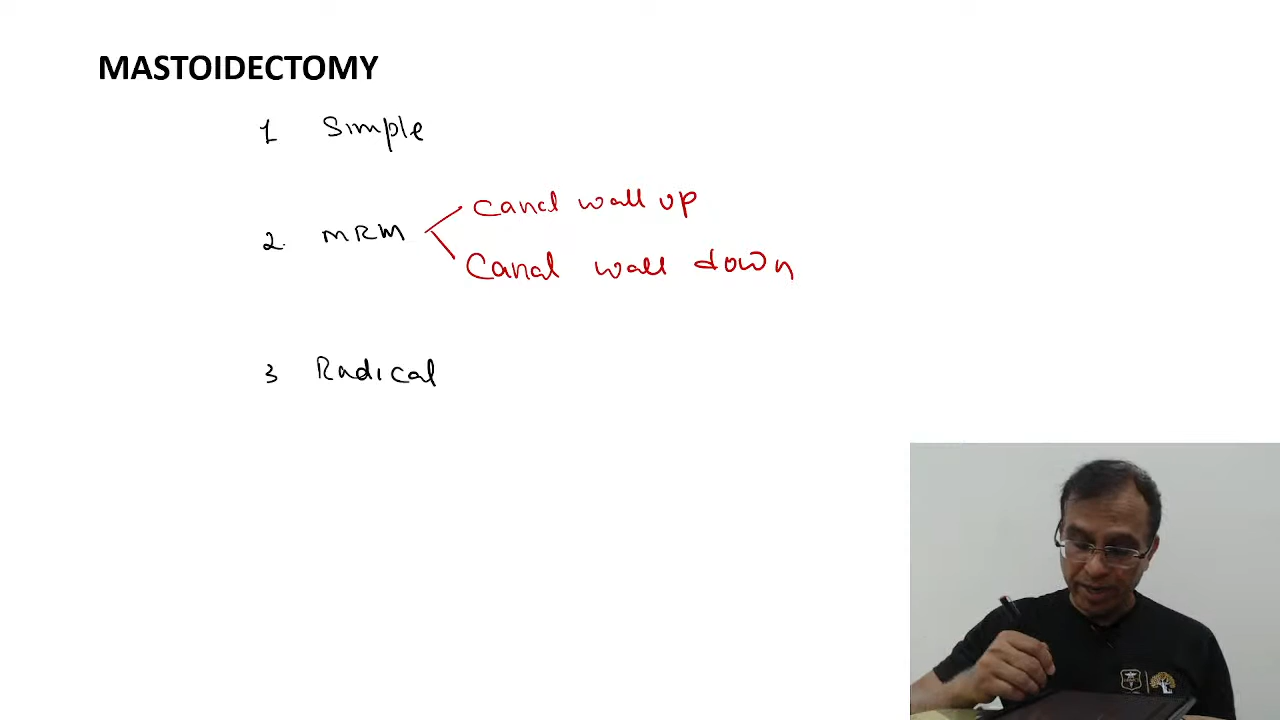 MASTOIDECTOMY
1 Simple
2. MRM
Canal wall up
Canal wall down
3 Radical